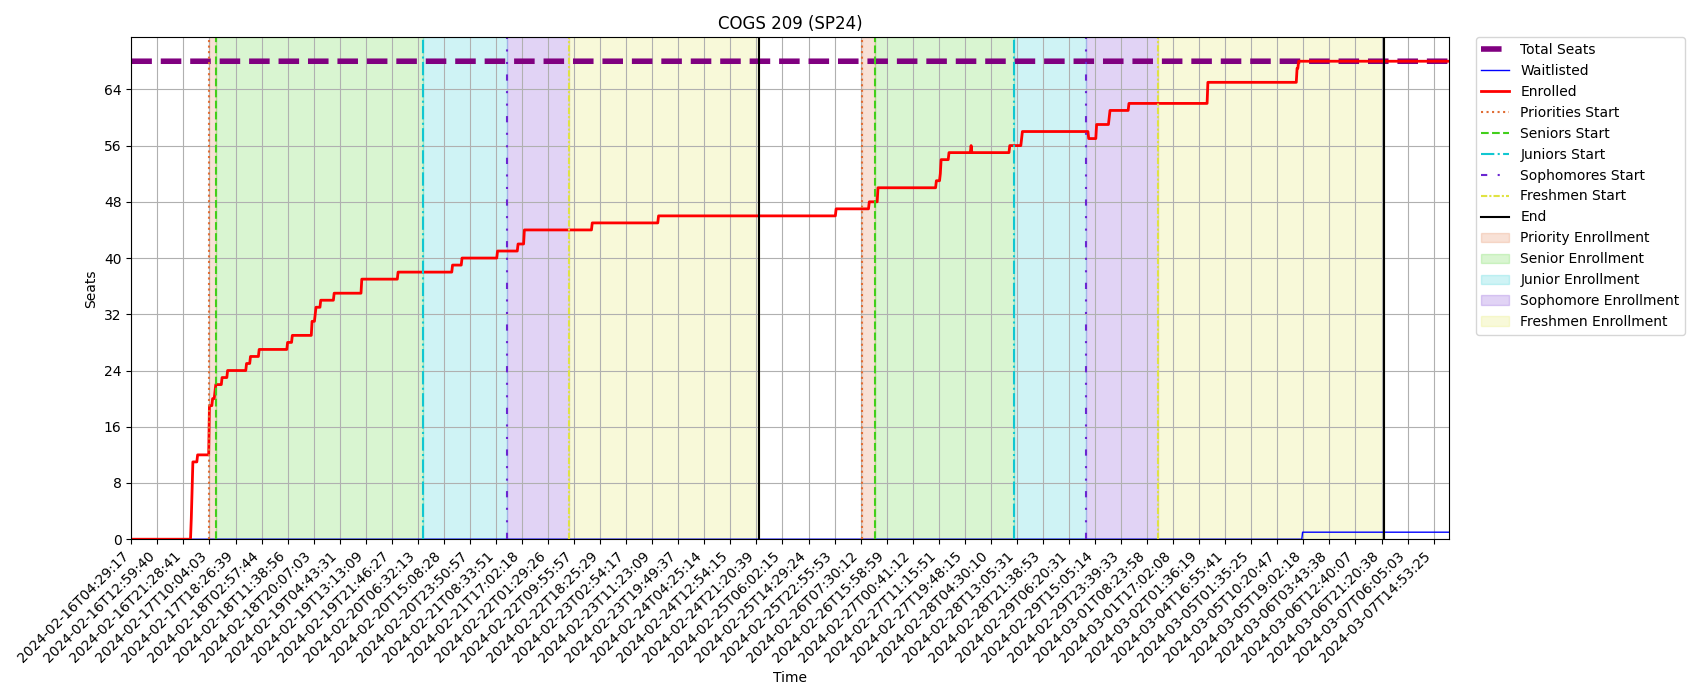 COGS 209 (SP24)
Total Seats
Waitlisted
Enrolled
Priorities Start
Seniors Start
Juniors Start
Sophomores Start
Freshmen Start
End
Priority Enrollment
Senior Enrollment
Junior Enrollment
Sophomore Enrollment
Freshmen Enrollment
Seats
64
56
48
40
32
24
16
8
0
2024-02-16T04:29:17
2024-02-16T12:59:40
2024-02-16T21:28:41
2024-02-17T10:04:03
2024-02-17T18:26:39
2024-02-18T02:57:44
2024-02-18T11:38:56
2024-02-18T20:07:03
2024-02-19T04:43:31
2024-02-19T13:13:09
2024-02-19T21:46:27
2024-02-20T06:32:13
2024-02-20T15:08:28
2024-02-20T23:50:57
2024-02-21T08:33:51
2024-02-21T17:02:18
2024-02-22T01:29:26
2024-02-22T09:55:57
2024-02-22T18:25:29
2024-02-23T02:54:17
2024-02-23T11:23:09
2024-02-23T19:49:37
2024-02-24T04:25:14
2024-02-24T12:54:15
2024-02-24T21:20:39
2024-02-25T06:02:15
2024-02-25T14:29:24
2024-02-25T22:55:53
2024-02-26T07:30:12
2024-02-26T15:58:59
2024-02-27T00:41:12
2024-02-27T11:15:51
2024-02-27T19:48:15
2024-02-28T04:30:10
2024-02-28T13:05:31
2024-02-28T21:38:53
2024-02-29T06:20:31
2024-02-29T15:05:14
2024-02-29T23:39:33
2024-03-01T08:23:58
2024-03-01T17:02:08
2024-03-02T01:36:19
2024-03-04T16:55:41
2024-03-05T01:35:25
2024-03-05T10:20:47
2024-03-05T19:02:18
2024-03-06T03:43:38
2024-03-06T12:40:07
2024-03-06T21:20:38
2024-03-07T06:05:03
2024-03-07T14:53:25
Time